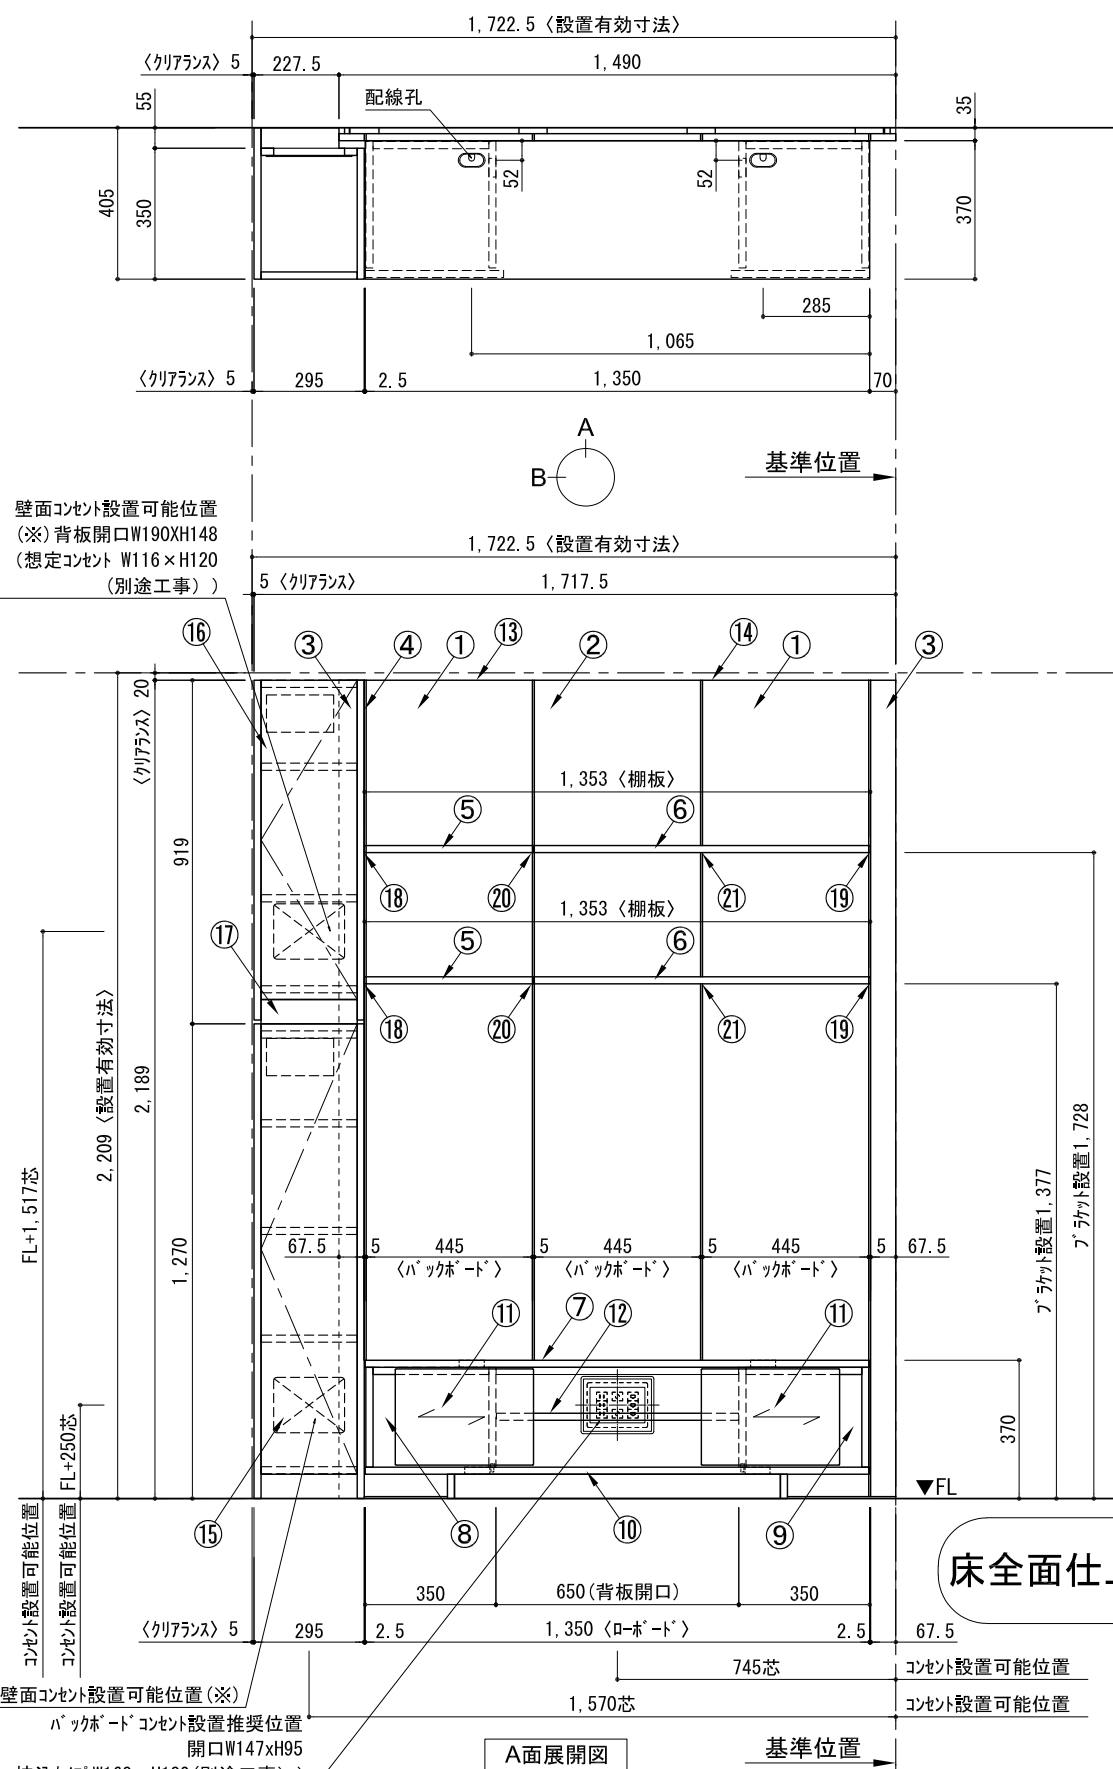 1,722.5〈設置有効寸法〉
〈クリアランス〉5
227.5
1,490
55
配線孔
35
405
350
52
52
370
285
1,065
〈クリアランス〉5
295
2.5
1,350
70
A
B
基準位置
壁面コンセント設置可能位置
(※)背板開口W190XH148
(想定コンセント W116×H120
(別途工事))
1,722.5〈設置有効寸法〉
5〈クリアランス〉
1,717.5
⑯
③
④
①
⑬
②
⑭
①
③
〈クリアランス〉20
1,353〈棚板〉
⑤
⑥
919
⑱
⑳
㉑
⑲
1,353〈棚板〉
⑰
⑤
⑥
⑱
⑳
㉑
⑲
2,209〈設置有効寸法〉
2,189
FL+1,517芯
ブラケット設置1,728
ブラケット設置1,377
1,270
67.5
5
445
5
445
5
445
5
67.5
〈バックボード〉
〈バックボード〉
〈バックボード〉
⑪
⑦
⑫
⑪
370
FL+250芯
▼FL
コンセント設置可能位置
コンセント設置可能位置
⑮
⑧
⑩
⑨
床全面仕
350
650(背板開口)
350
〈クリアランス〉5
295
2.5
1,350〈ローボード〉
2.5
67.5
745芯
コンセント設置可能位置
壁面コンセント設置可能位置(※)
1,570芯
コンセント設置可能位置
バックボードコンセント設置推奨位置
開口W147xH95
A面展開図
基準位置